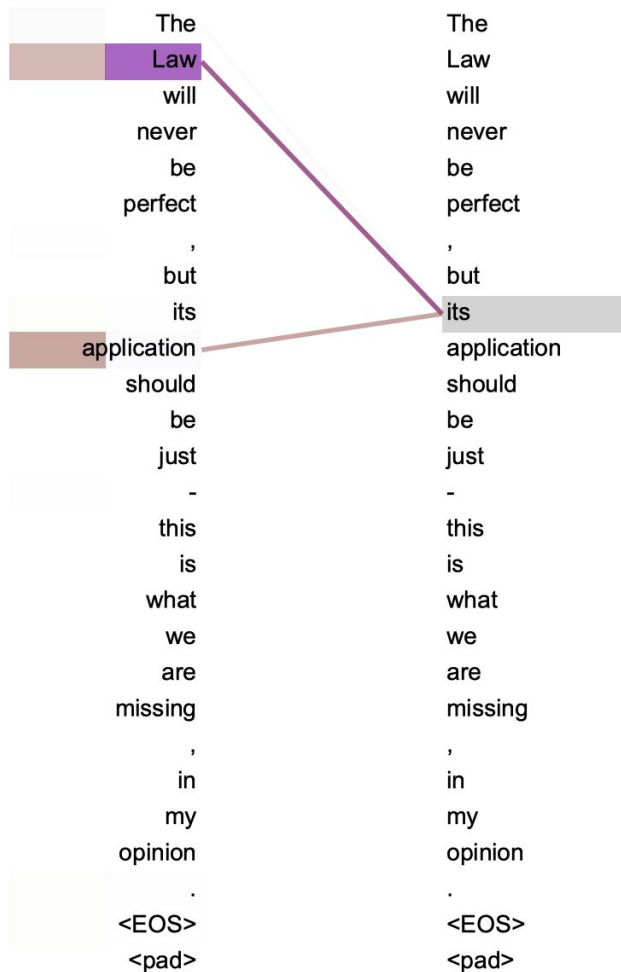 The The
Law Law
will will
never never
be be
perfect perfect
, ,
but but
its its
application application
should should
be be
just just
- -
this this
is is
what what
we we
are are
missing missing
, ,
in in
my my
opinion opinion
. .
<EOS> <EOS>
<pad> <pad>